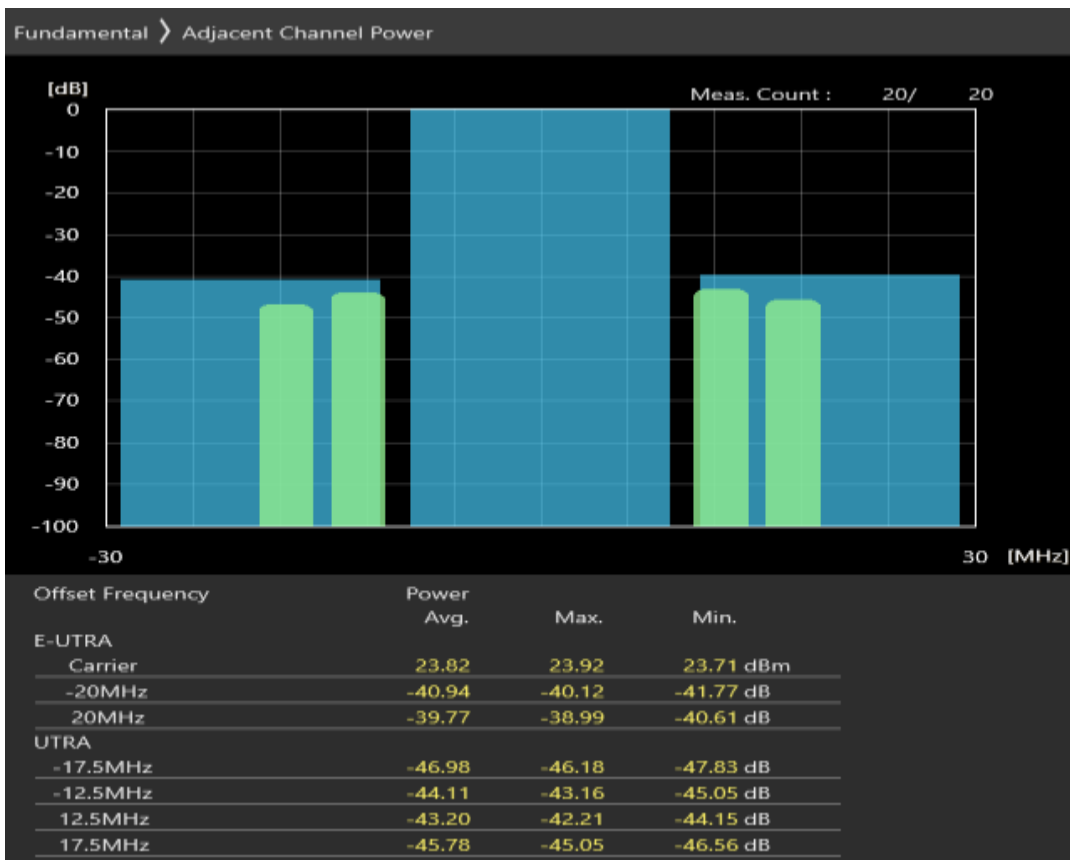 Fundamental ❯ Adjacent Channel Power
[dB]
Meas. Count : 20/ 20
0
-10
-20
-30
-40
-50
-60
-70
-80
-90
-100
-30 30 [MHz]
Offset Frequency Power
Avg. Max. Min.
E-UTRA
Carrier 23.82 23.92 23.71 dBm
-20MHz -40.94 -40.12 -41.77 dB
20MHz -39.77 -38.99 -40.61 dB
UTRA
-17.5MHz -46.98 -46.18 -47.83 dB
-12.5MHz -44.11 -43.16 -45.05 dB
12.5MHz -43.20 -42.21 -44.15 dB
17.5MHz -45.78 -45.05 -46.56 dB